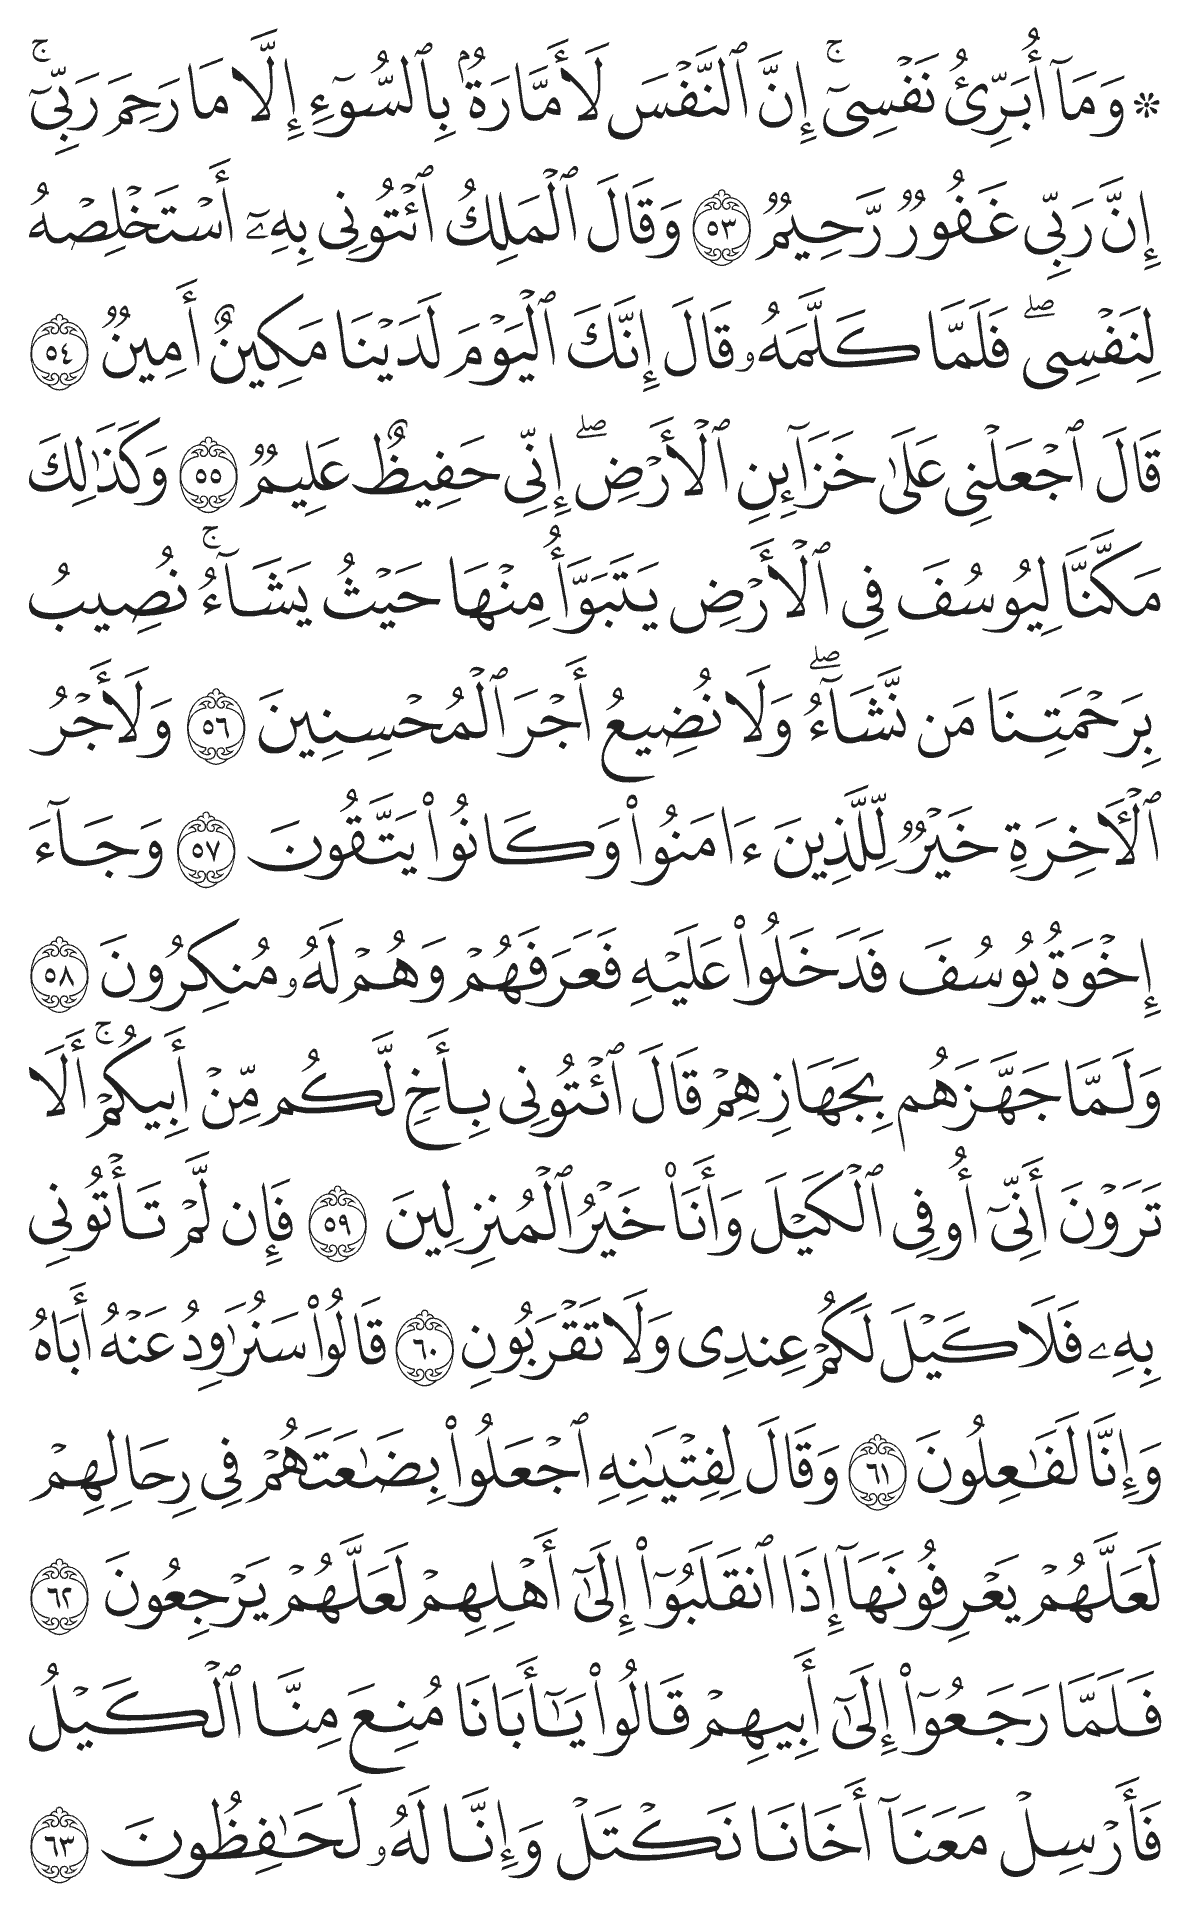 ۞ وَمَآ أُبَرِّئُ نَفۡسِيٓۚ إِنَّ ٱلنَّفۡسَ لَأَمَّارَةُۢ بِٱلسُّوٓءِ إِلَّا مَا رَحِمَ رَبِّيٓۚ
إِنَّ رَبِّي غَفُورٞ رَّحِيمٞ ٥٣ وَقَالَ ٱلۡمَلِكُ ٱئۡتُونِي بِهِۦٓ أَسۡتَخۡلِصۡهُ
لِنَفۡسِيۖ فَلَمَّا كَلَّمَهُۥ قَالَ إِنَّكَ ٱلۡيَوۡمَ لَدَيۡنَا مَكِينٌ أَمِينٞ ٥٤
قَالَ ٱجۡعَلۡنِي عَلَىٰ خَزَآئِنِ ٱلۡأَرۡضِۖ إِنِّي حَفِيظٌ عَلِيمٞ ٥٥ وَكَذَٰلِكَ
مَكَّنَّا لِيُوسُفَ فِي ٱلۡأَرۡضِ يَتَبَوَّأُ مِنۡهَا حَيۡثُ يَشَآءُۚ نُصِيبُ
بِرَحۡمَتِنَا مَن نَّشَآءُۖ وَلَا نُضِيعُ أَجۡرَ ٱلۡمُحۡسِنِينَ ٥٦ وَلَأَجۡرُ
ٱلۡأٓخِرَةِ خَيۡرٞ لِّلَّذِينَ ءَامَنُواْ وَكَانُواْ يَتَّقُونَ ٥٧ وَجَآءَ
إِخۡوَةُ يُوسُفَ فَدَخَلُواْ عَلَيۡهِ فَعَرَفَهُمۡ وَهُمۡ لَهُۥ مُنكِرُونَ ٥٨
وَلَمَّا جَهَّزَهُم بِجَهَازِهِمۡ قَالَ ٱئۡتُونِي بِأَخٖ لَّكُم مِّنۡ أَبِيكُمۡۚ أَلَا
تَرَوۡنَ أَنِّيٓ أُوفِي ٱلۡكَيۡلَ وَأَنَا۠ خَيۡرُ ٱلۡمُنزِلِينَ ٥٩ فَإِن لَّمۡ تَأۡتُونِي
بِهِۦ فَلَا كَيۡلَ لَكُمۡ عِندِي وَلَا تَقۡرَبُونِ ٦٠ قَالُواْ سَنُرَٰوِدُ عَنۡهُ أَبَاهُ
وَإِنَّا لَفَٰعِلُونَ ٦١ وَقَالَ لِفِتۡيَٰنِهِ ٱجۡعَلُواْ بِضَٰعَتَهُمۡ فِي رِحَالِهِمۡ
لَعَلَّهُمۡ يَعۡرِفُونَهَآ إِذَا ٱنقَلَبُوٓاْ إِلَىٰٓ أَهۡلِهِمۡ لَعَلَّهُمۡ يَرۡجِعُونَ ٦٢
فَلَمَّا رَجَعُوٓاْ إِلَىٰٓ أَبِيهِمۡ قَالُواْ يَٰٓأَبَانَا مُنِعَ مِنَّا ٱلۡكَيۡلُ
فَأَرۡسِلۡ مَعَنَآ أَخَانَا نَكۡتَلۡ وَإِنَّا لَهُۥ لَحَٰفِظُونَ ٦٣